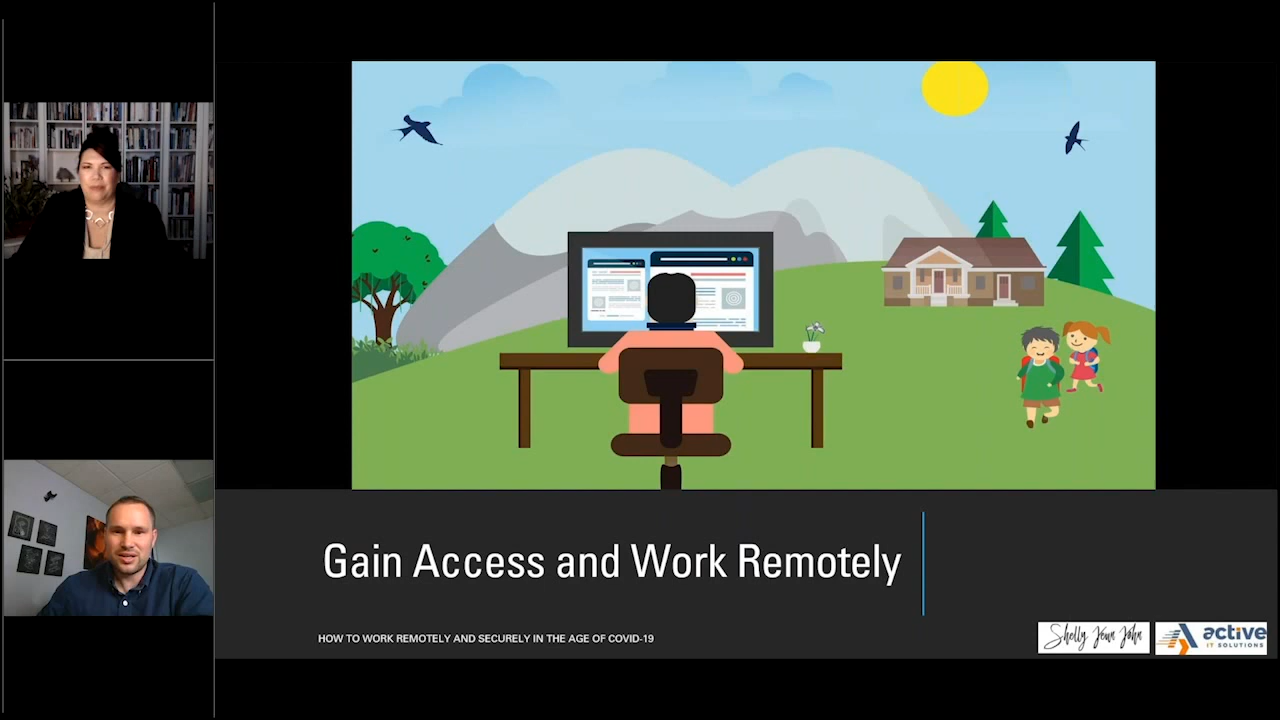 Gain Access and Work Remotely
HOW TO WORK REMOTELY AND SECURELY IN THE AGE OF COVID-19
Shelly Jenn John
active
IT SOLUTIONS